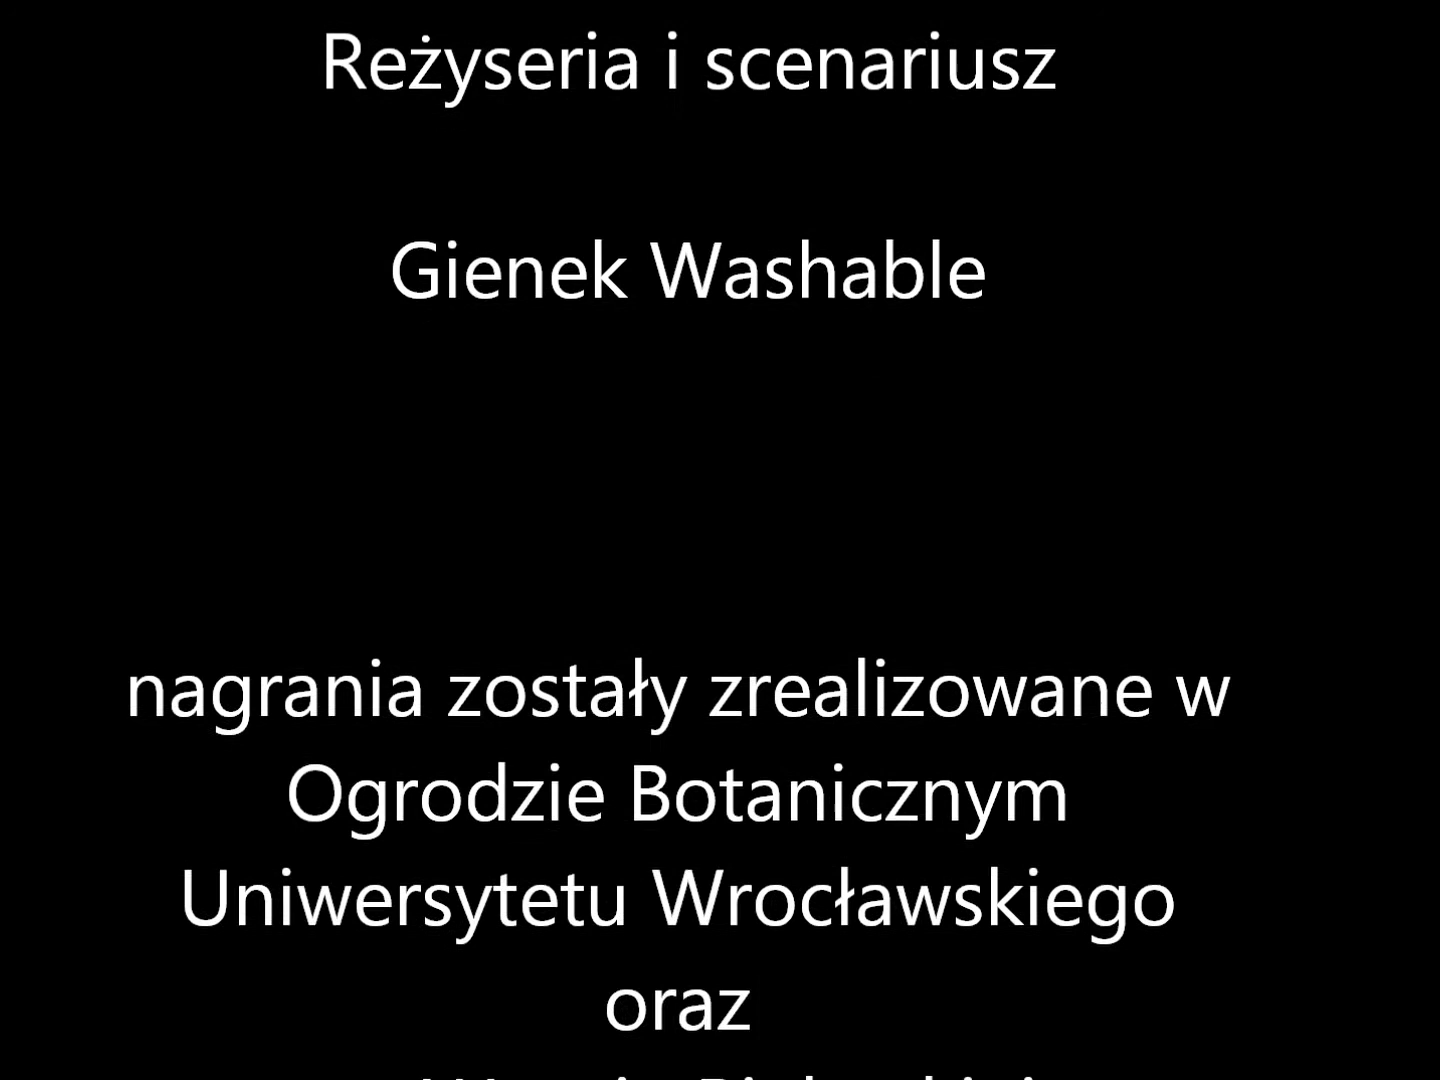 Reżyseria i scenariusz
Gienek Washable
nagrania zostały zrealizowane w
Ogrodzie Botanicznym
Uniwersytetu Wrocławskiego
oraz